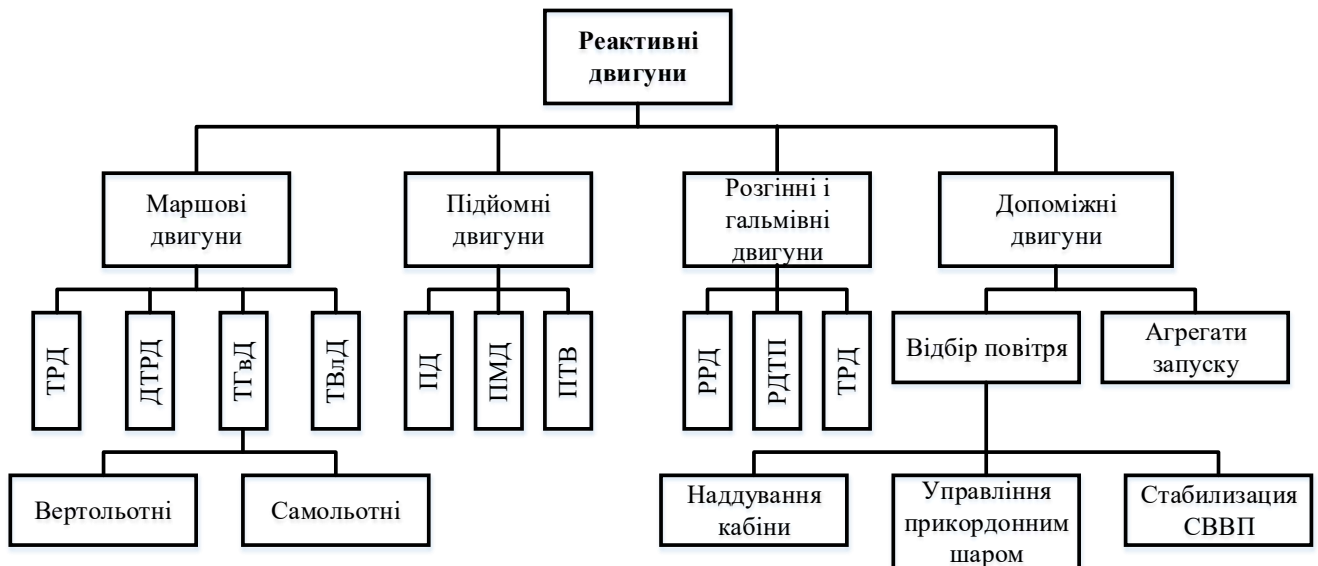 Реактивні
двигуни
Маршові
двигуни
Підйомні
двигуни
Розгінні і
гальмівні
двигуни
Допоміжні
двигуни
ТРД
ДТРД
ТГвД
ТВлД
ПД
ПМД
ПТВ
РРД
РДТП
ТРД
Відбір повітря
Агрегати
запуску
Вертольотні
Самольотні
Наддування
кабіни
Управління
прикордонним
шаром
Стабилизация
СВВП